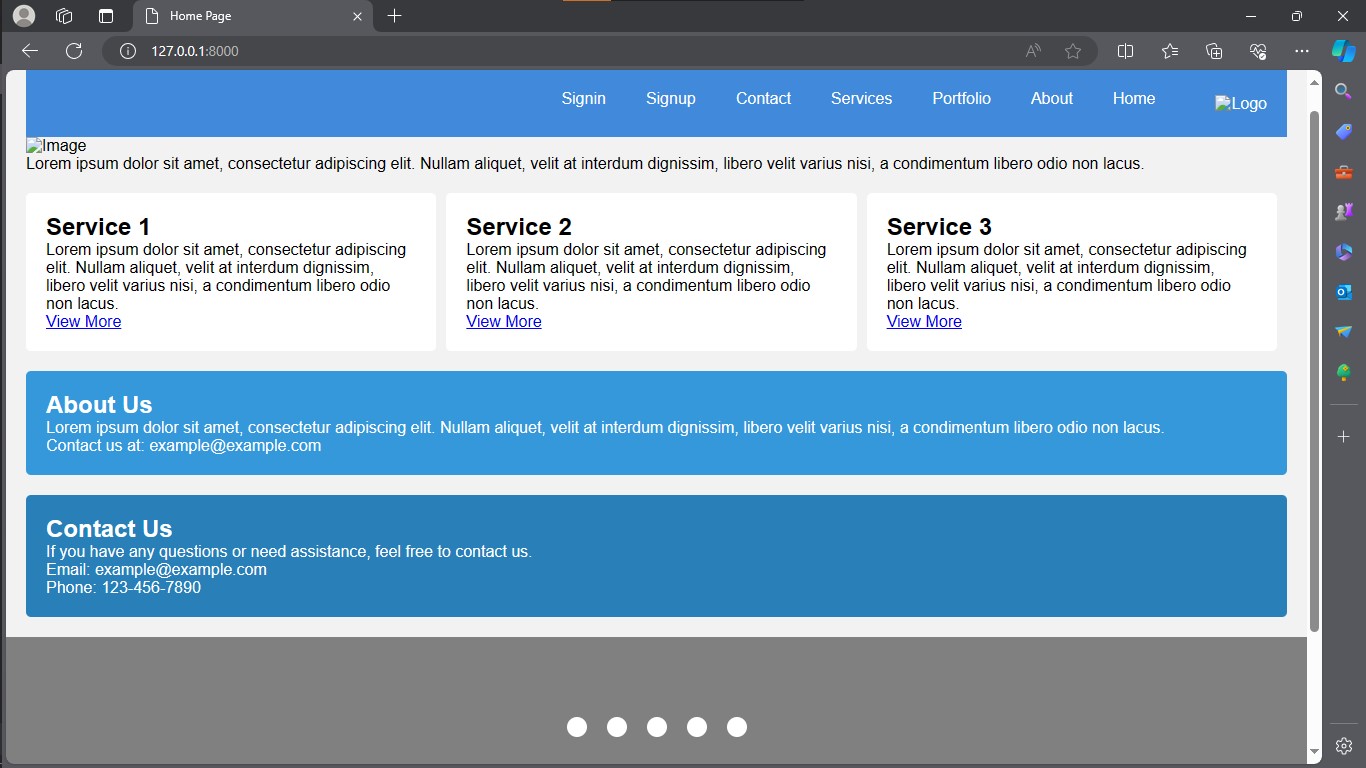 Home Page
127.0.0.1:8000
Signin Signup Contact Services Portfolio About Home Logo
Image
Lorem ipsum dolor sit amet, consectetur adipiscing elit. Nullam aliquet, velit at interdum dignissim, libero velit varius nisi, a condimentum libero odio non lacus.
Service 1
Lorem ipsum dolor sit amet, consectetur adipiscing
elit. Nullam aliquet, velit at interdum dignissim,
libero velit varius nisi, a condimentum libero odio
non lacus.
View More
Service 2
Lorem ipsum dolor sit amet, consectetur adipiscing
elit. Nullam aliquet, velit at interdum dignissim,
libero velit varius nisi, a condimentum libero odio
non lacus.
View More
Service 3
Lorem ipsum dolor sit amet, consectetur adipiscing
elit. Nullam aliquet, velit at interdum dignissim,
libero velit varius nisi, a condimentum libero odio
non lacus.
View More
About Us
Lorem ipsum dolor sit amet, consectetur adipiscing elit. Nullam aliquet, velit at interdum dignissim, libero velit varius nisi, a condimentum libero odio non lacus.
Contact us at: example@example.com
Contact Us
If you have any questions or need assistance, feel free to contact us.
Email: example@example.com
Phone: 123-456-7890